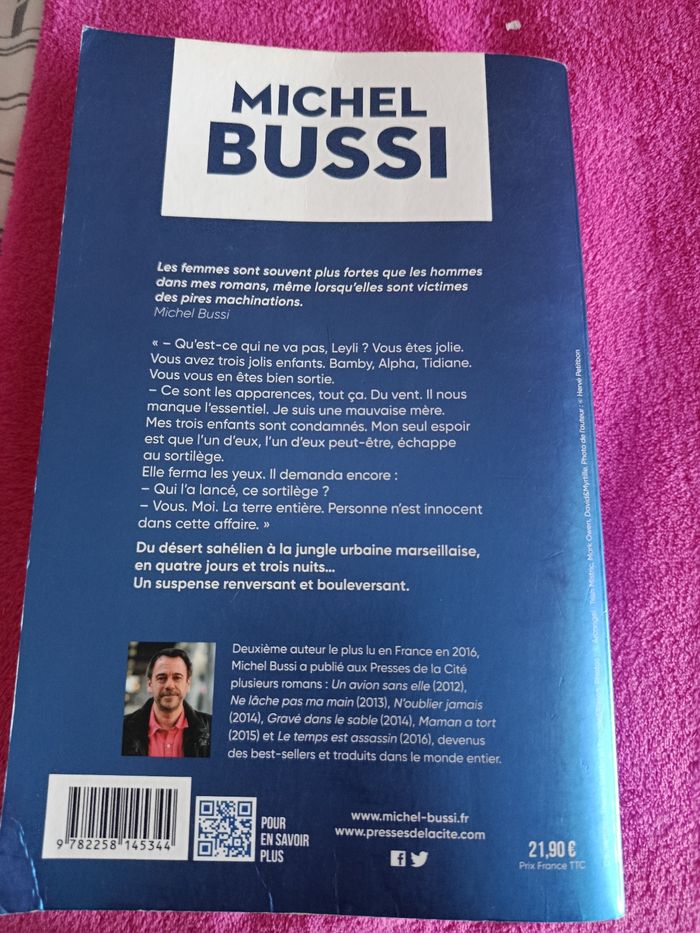 MICHEL
BUSSI
Les femmes sont souvent plus fortes que les hommes
dans mes romans, même lorsqu'elles sont victimes
des pires machinations.
Michel Bussi
« – Qu'est-ce qui ne va pas, Leyli ? Vous êtes jolie.
Vous avez trois jolis enfants. Bamby, Alpha, Tidiane.
Vous vous en êtes bien sortie.
– Ce sont les apparences, tout ça. Du vent. Il nous
manque l'essentiel. Je suis une mauvaise mère.
Mes trois enfants sont condamnés. Mon seul espoir
est que l'un d'eux, l'un d'eux peut-être, échappe
au sortilège.
Elle ferma les yeux. Il demanda encore :
– Qui l'a lancé, ce sortilège ?
– Vous. Moi. La terre entière. Personne n'est innocent
dans cette affaire. »
Du désert sahélien à la jungle urbaine marseillaise,
en quatre jours et trois nuits...
Un suspense renversant et bouleversant.
Deuxième auteur le plus lu en France en 2016,
Michel Bussi a publié aux Presses de la Cité
plusieurs romans : Un avion sans elle (2012),
Ne lâche pas ma main (2013), N'oublier jamais
(2014), Gravé dans le sable (2014), Maman a tort
(2015) et Le temps est assassin (2016), devenus
des best-sellers et traduits dans le monde entier.
9 782258 145344
POUR
EN SAVOIR
PLUS
www.michel-bussi.fr
www.pressesdelacite.com
21,90 €
Prix France TTC
Mark Owen, David&Myrtille. Photo de l'auteur : © Hervé Petitbon